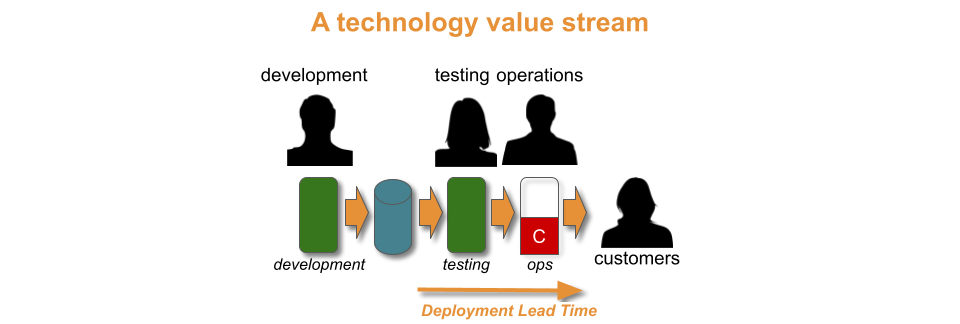 A technology value stream
development
testing operations
C
development
testing
ops
customers
Deployment Lead Time